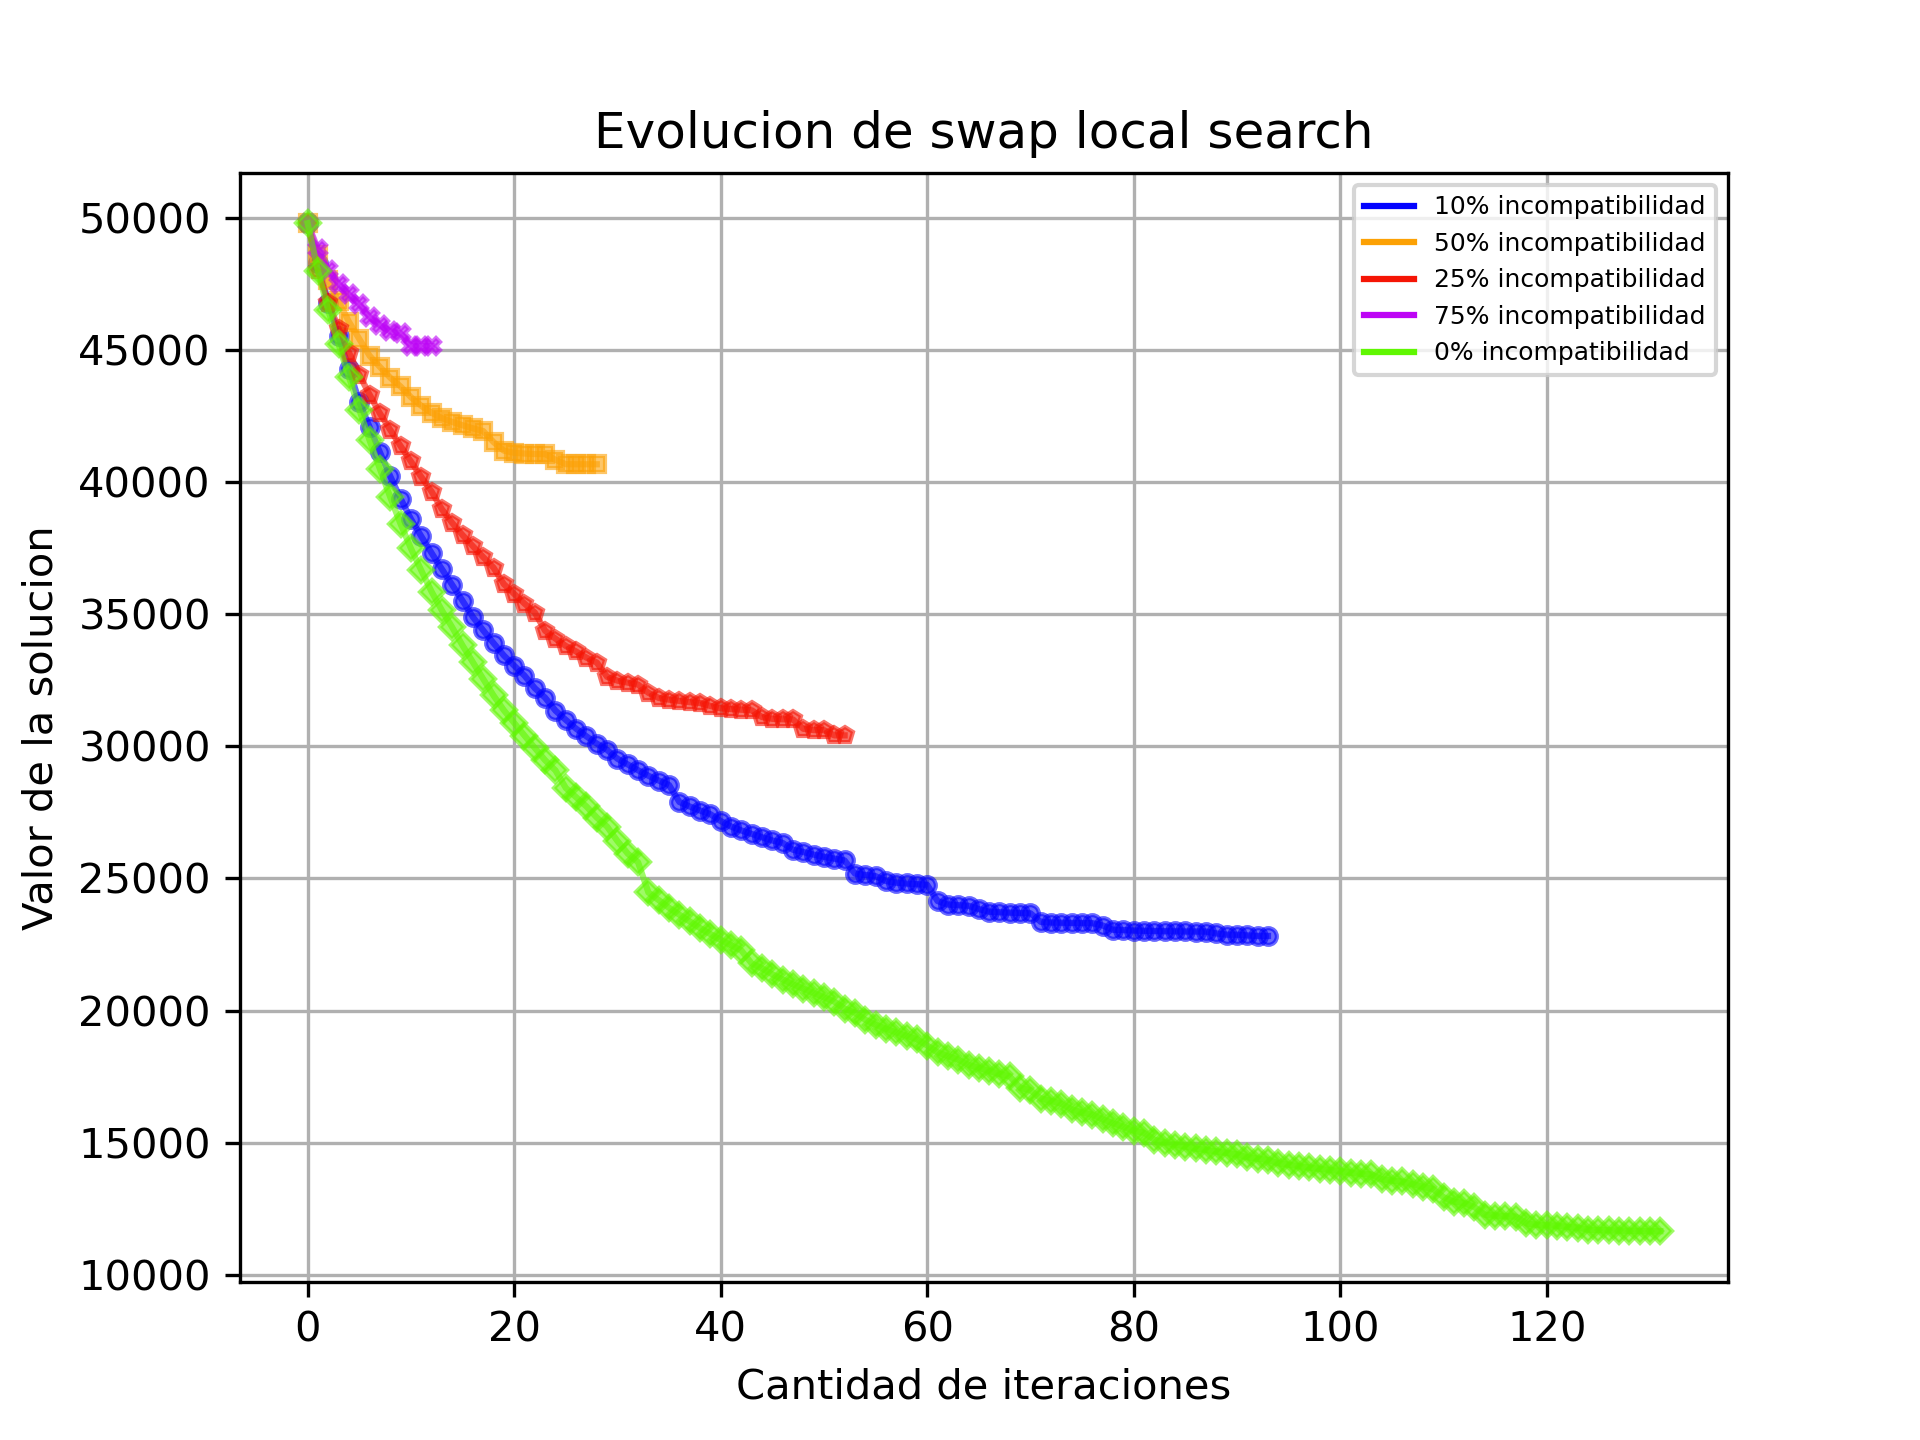 Evolucion de swap local search
10% incompatibilidad
50% incompatibilidad
25% incompatibilidad
75% incompatibilidad
0% incompatibilidad
Valor de la solucion
50000
45000
40000
35000
30000
25000
20000
15000
10000
0 20 40 60 80 100 120
Cantidad de iteraciones